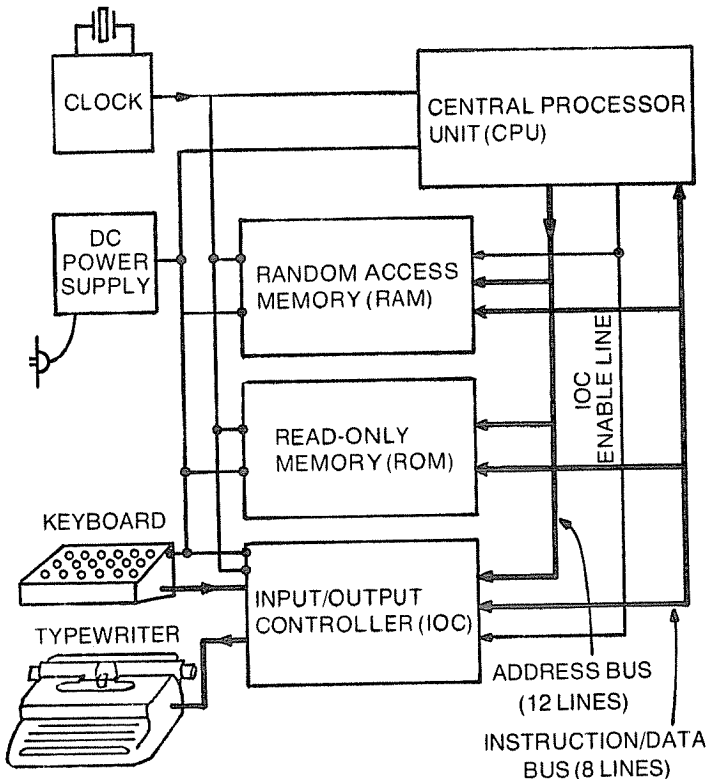 CLOCK
CENTRAL PROCESSOR
UNIT (CPU)
DC
POWER
SUPPLY
RANDOM ACCESS
MEMORY (RAM)
IOC
ENABLE LINE
READ-ONLY
MEMORY (ROM)
KEYBOARD
INPUT/OUTPUT
CONTROLLER (IOC)
TYPEWRITER
ADDRESS BUS
(12 LINES)
INSTRUCTION/DATA
BUS (8 LINES)